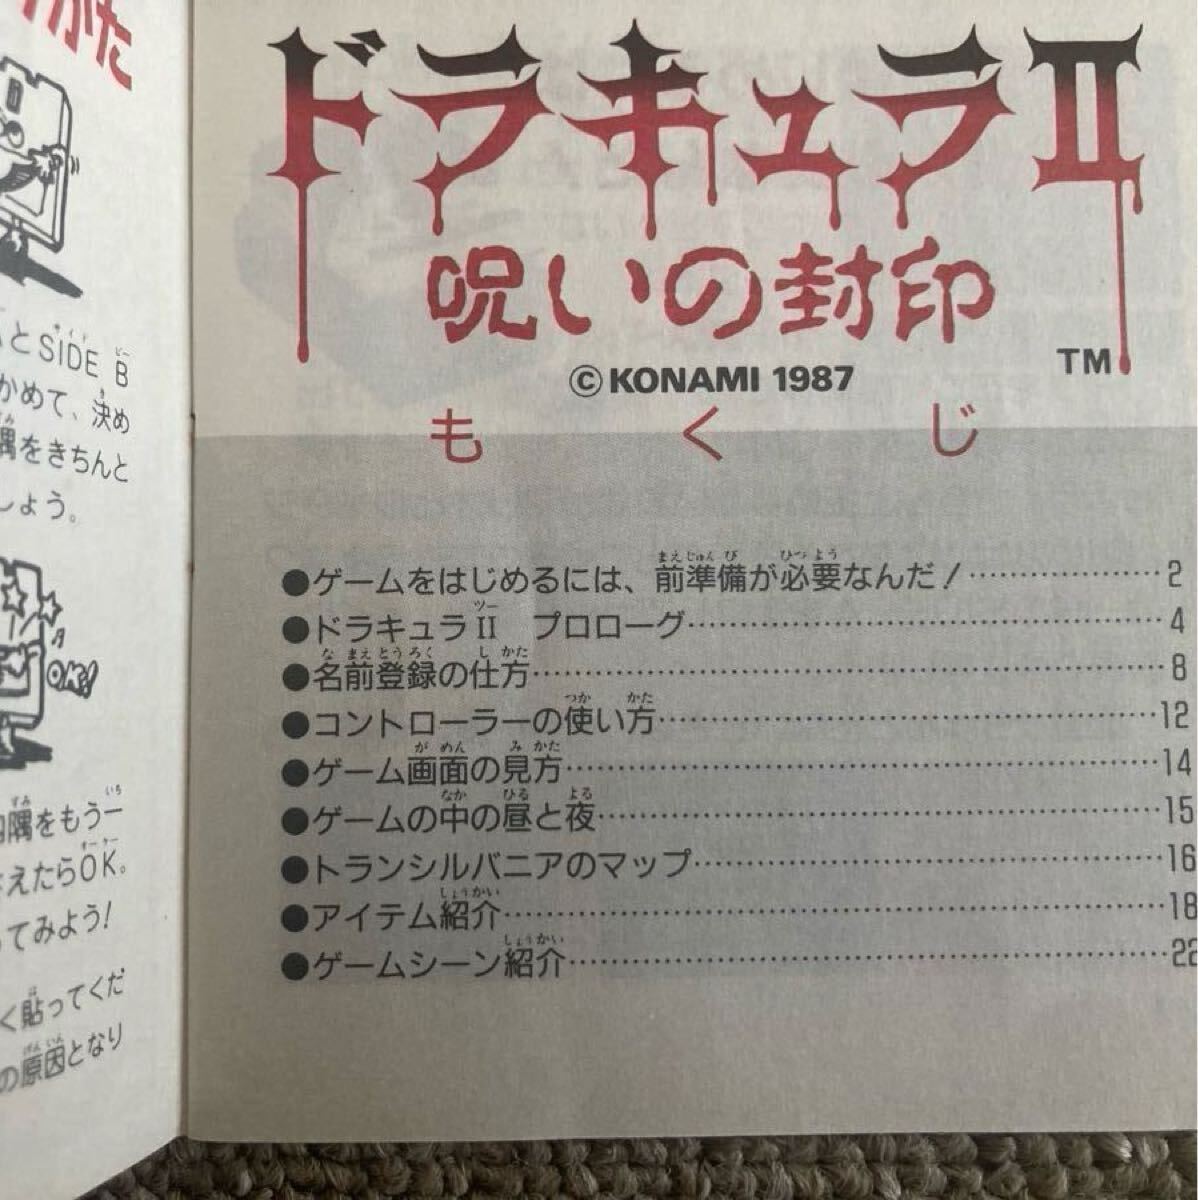 がた
とSIDE B
かめて、決め
隅をきちんと
しょう。
OK!
隅をもう一
えたらOK。
てみよう!
く貼ってくだ
の原因となり
ドラキュラII
呪いの封印
TM
©KONAMI 1987
もくじ
●ゲームをはじめるには、前準備が必要なんだ!…………2
●ドラキュラII プロローグ…………4
●名前登録の仕方…………8
●コントローラーの使い方…………12
●ゲーム画面の見方…………14
●ゲームの中の昼と夜…………15
●トランシルバニアのマップ…………16
●アイテム紹介…………18
●ゲームシーン紹介…………22